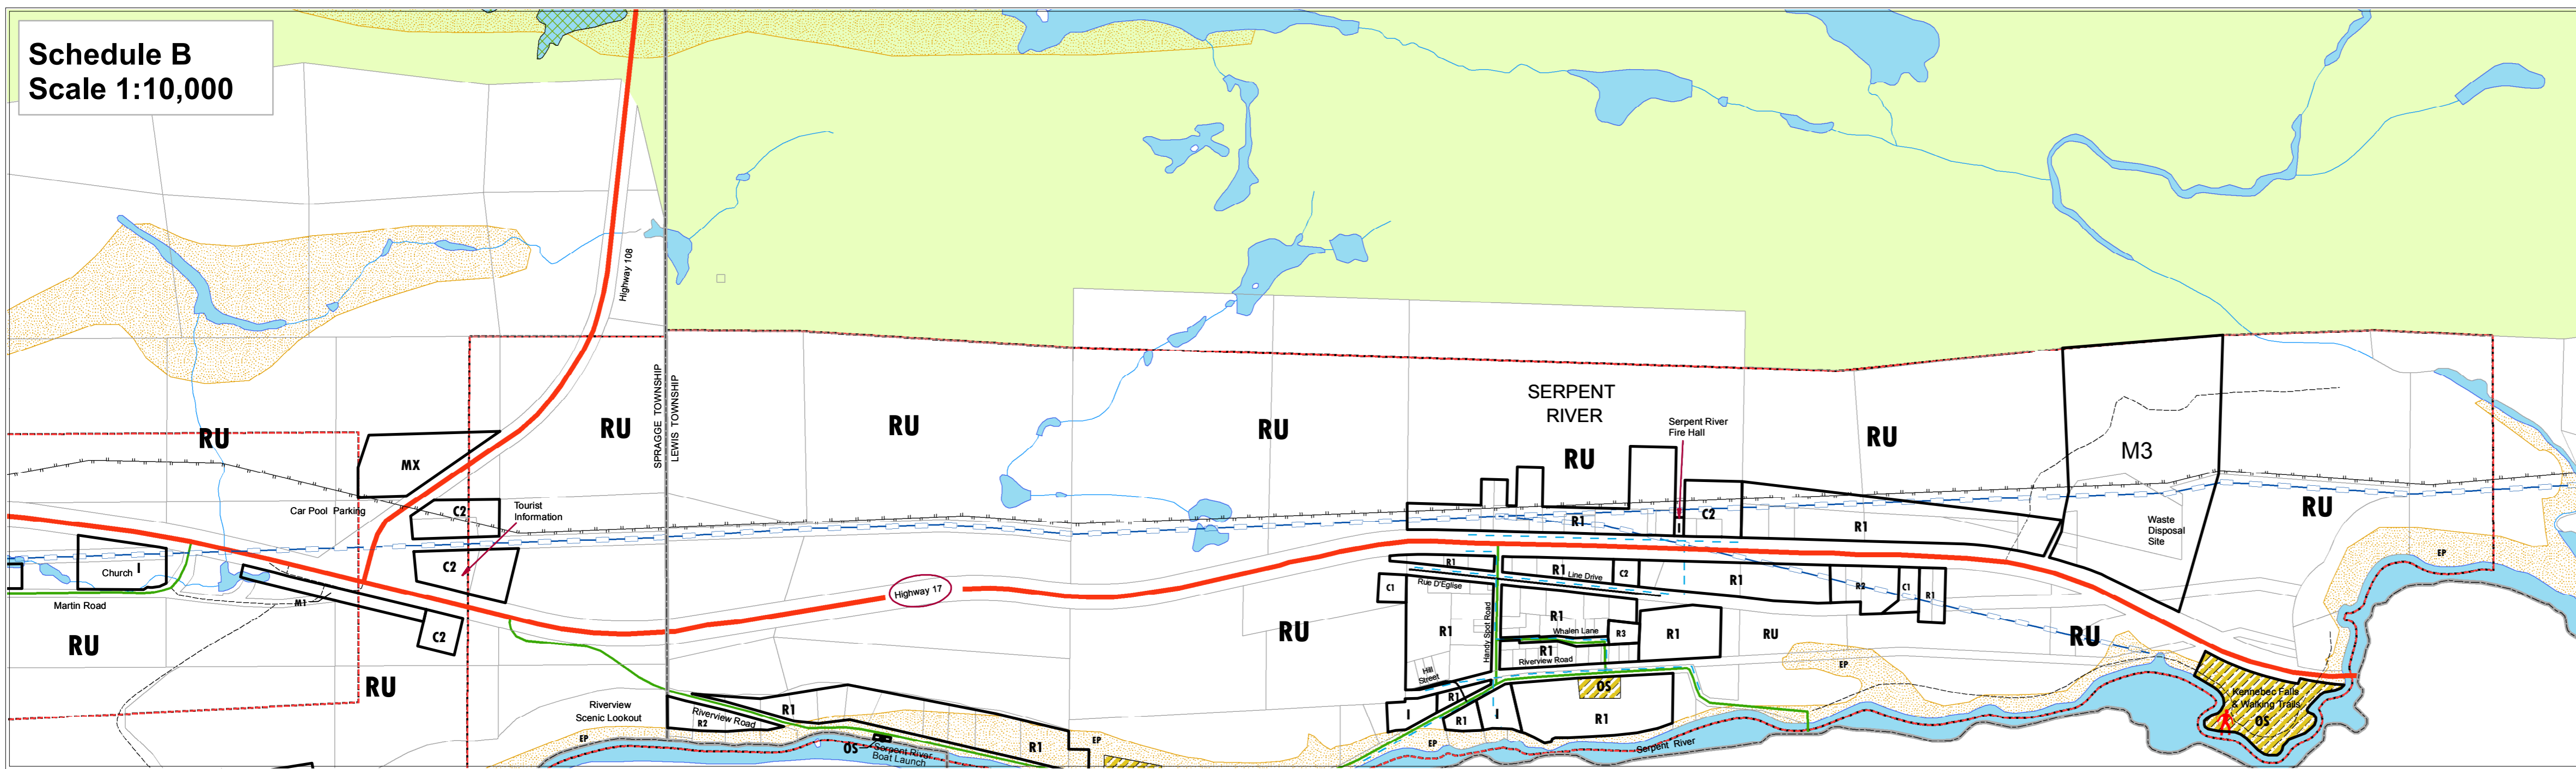 Schedule B
Scale 1:10,000
Highway 108
SPRAGGE TOWNSHIP
LEWIS TOWNSHIP
SERPENT
RIVER
Serpent River
Fire Hall
RU
RU
RU
RU
RU
RU
MX
M3
Car Pool Parking
C2
Tourist
Information
C2
R1
I
C2
R1
Waste
Disposal
Site
RU
EP
Church
I
Martin Road
M1
C2
RU
RU
Highway 17
RU
R1
Rue D'Eglise
C1
R1
Line Drive
C2
R1
R2
C1
R1
Handy Spot Road
R1
R1
Whalen Lane
R3
R1
R1
Riverview Road
Hill
Street
RU
RU
EP
Riverview
Scenic Lookout
R1
R2
Riverview Road
EP
OS
Serpent River
Boat Launch
R1
EP
I
R1
R1
I
OS
R1
EP
Serpent River
Kennebec Falls
& Walking Trails
OS